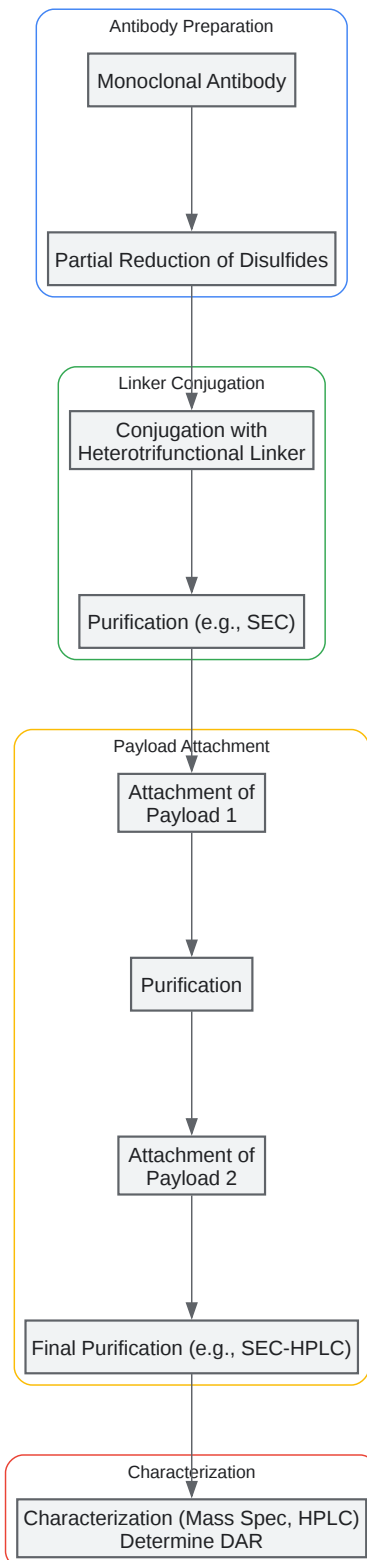 Antibody Preparation
Monoclonal Antibody
Partial Reduction of Disulfides
Linker Conjugation
Conjugation with
Heterotrifunctional Linker
Purification (e.g., SEC)
Payload Attachment
Attachment of
Payload 1
Purification
Attachment of
Payload 2
Final Purification (e.g., SEC-HPLC)
Characterization
Characterization (Mass Spec, HPLC)
Determine DAR